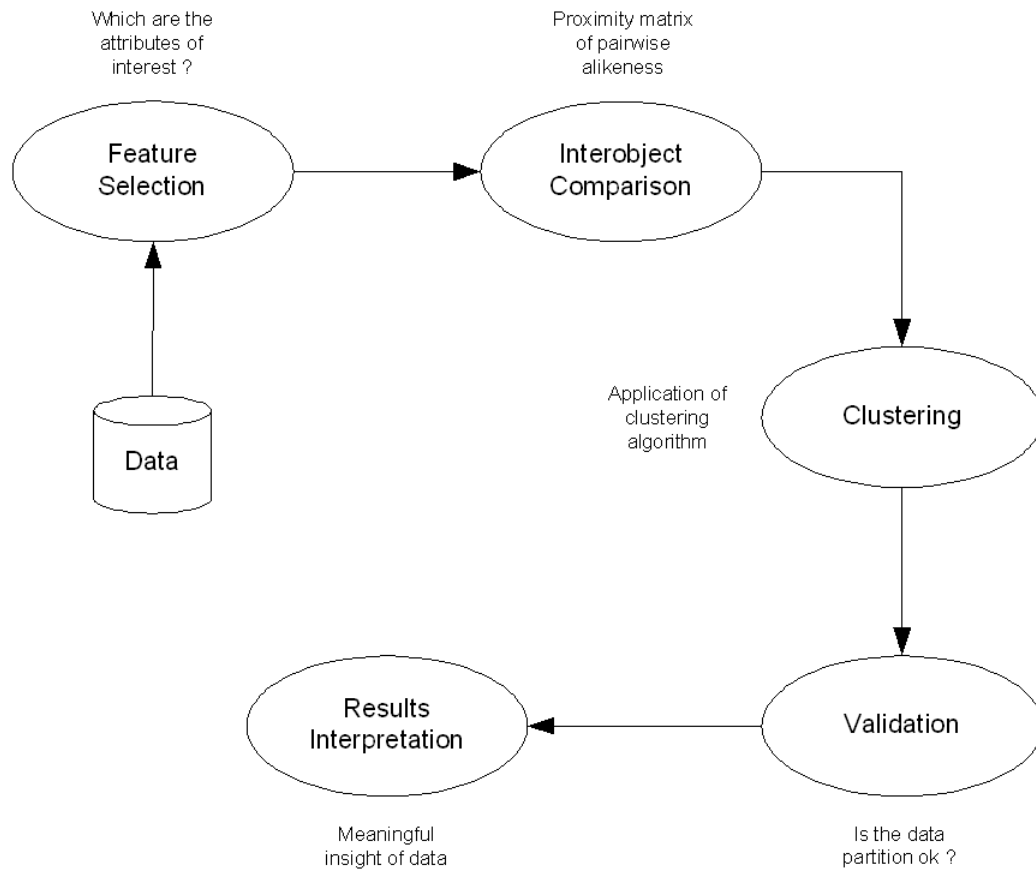 Which are the
attributes of
interest ?
Feature
Selection
Proximity matrix
of pairwise
alikeness
Interobject
Comparison
Data
Application of
clustering
algorithm
Clustering
Validation
Is the data
partition ok ?
Results
Interpretation
Meaningful
insight of data